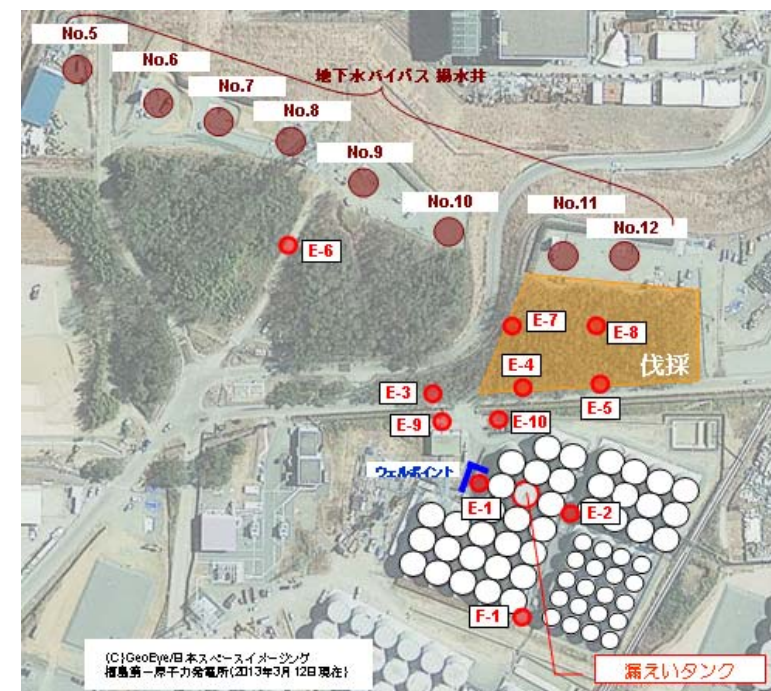 No.5
No.6
No.7
No.8
No.9
No.10
No.11
No.12
地下水バイパス 揚水井
E-6
E-7
E-8
伐採
E-4
E-5
E-3
E-9
E-10
ウェルポイント
E-1
E-2
F-1
(C)GeoEye/日本スペースイメージング
福島第一原子力発電所(2013年3月12日現在)
漏えいタンク